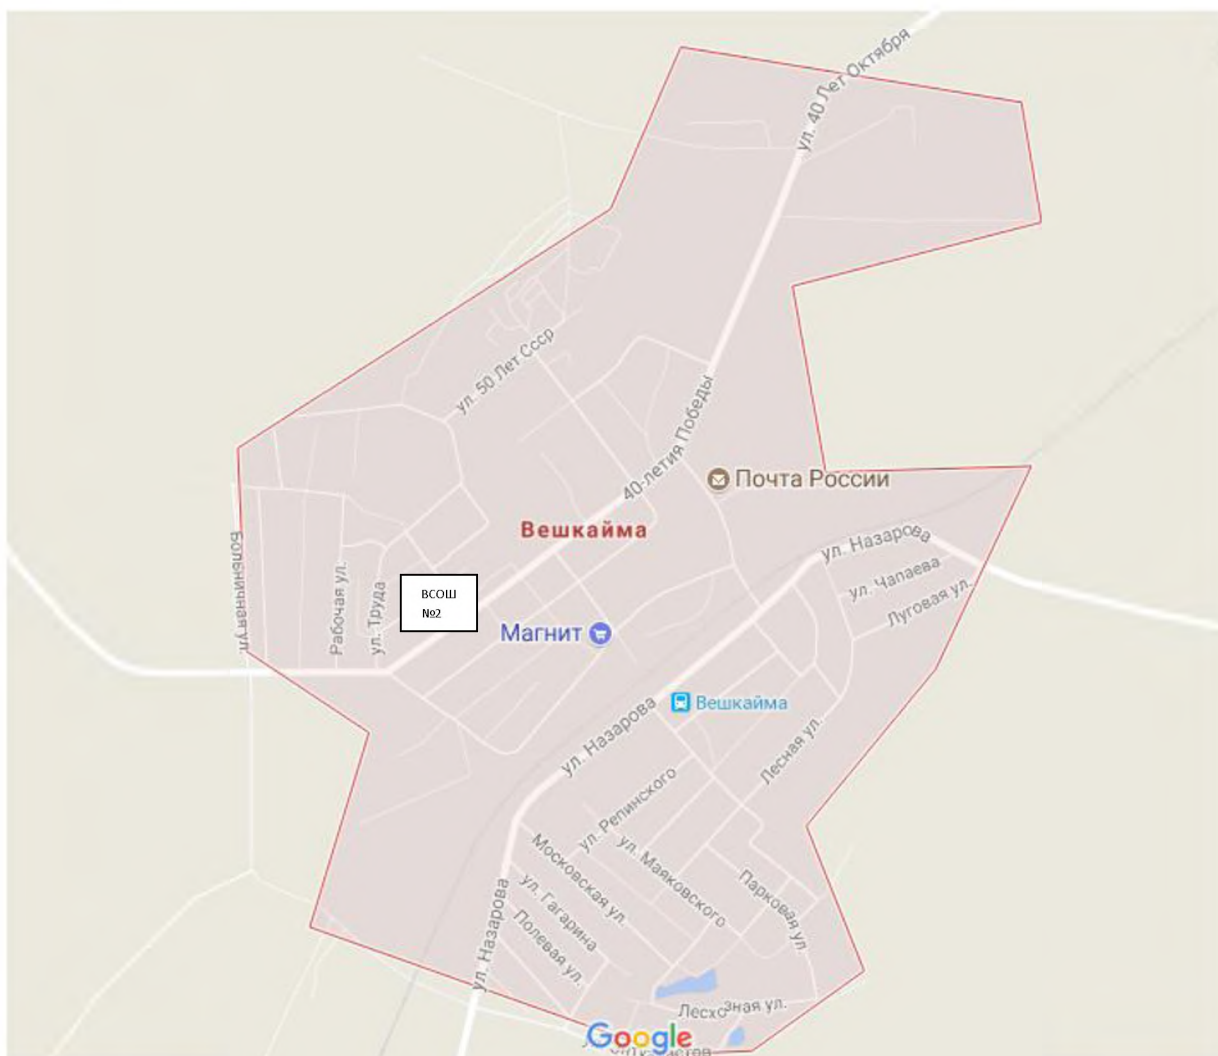 ул. 40 Лет Октября
ул. 50 Лет Ссср
40-летия Победы
Почта России
Вешкайма
ул. Назарова
ул. Чапаева
Луговая ул.
Больничная ул.
Рабочая ул.
ул. Труда
ВСОШ
№2
Магнит
Вешкайма
ул. Назарова
Лесная ул.
ул. Репинского
Московская ул.
ул. Маяковского
Парковая ул.
ул. Гагарина
Полевая ул.
ул. Назарова
Лесхозная ул.
Google